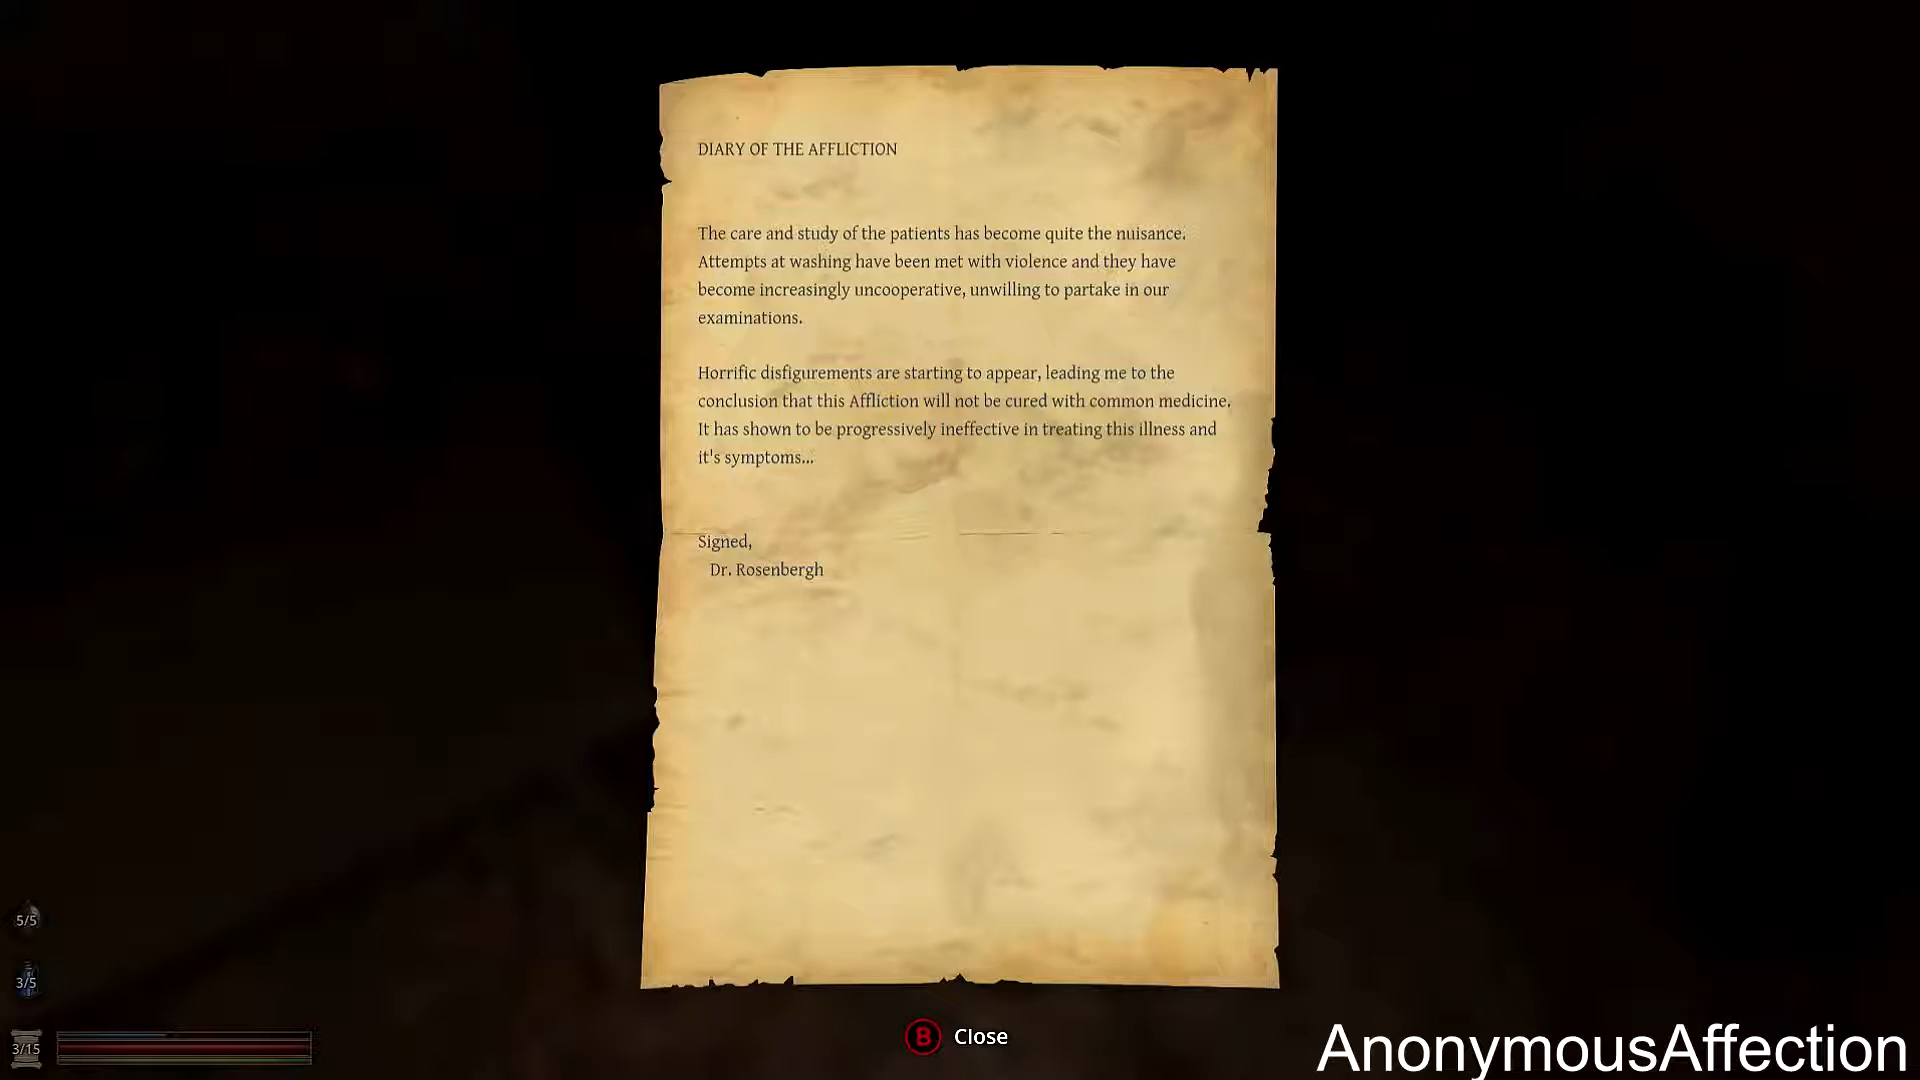 DIARY OF THE AFFLICTION
The care and study of the patients has become quite the nuisance.
Attempts at washing have been met with violence and they have
become increasingly uncooperative, unwilling to partake in our
examinations.
Horrific disfigurements are starting to appear, leading me to the
conclusion that this Affliction will not be cured with common medicine.
It has shown to be progressively ineffective in treating this illness and
it's symptoms...
Signed,
Dr. Rosenbergh
5/5
3/5
3/15
B Close
AnonymousAffection